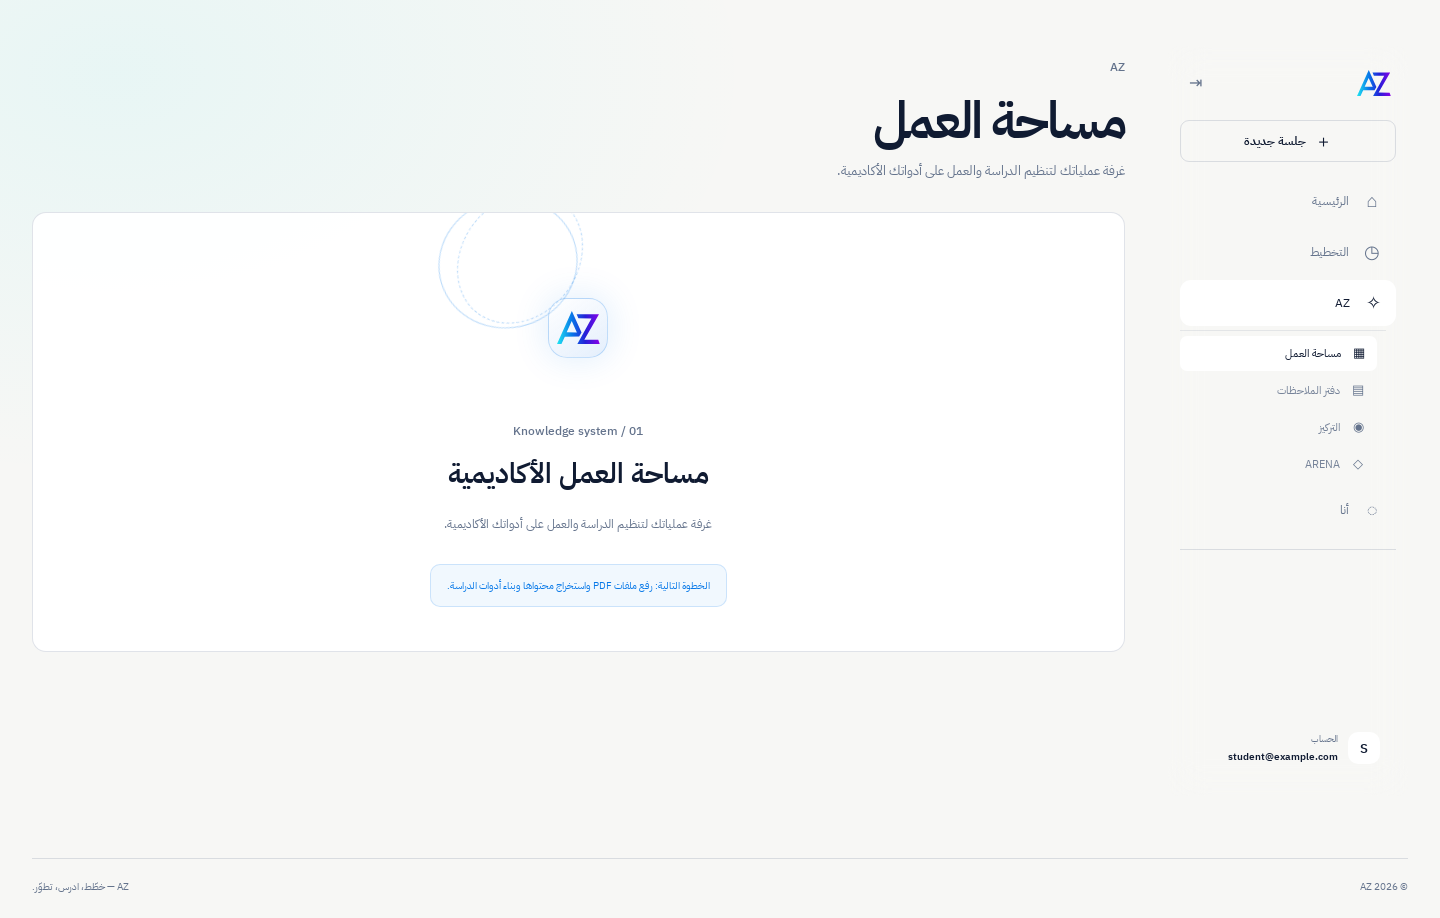 AZ
جلسة جديدة
الرئيسية
التخطيط
AZ
مساحة العمل
دفتر الملاحظات
التركيز
ARENA
أنا
S
الحساب
student@example.com
AZ
مساحة العمل
غرفة عملياتك لتنظيم الدراسة والعمل على أدواتك الأكاديمية.
AZ
Knowledge system / 01
مساحة العمل الأكاديمية
غرفة عملياتك لتنظيم الدراسة والعمل على أدواتك الأكاديمية.
الخطوة التالية: رفع ملفات PDF واستخراج محتواها وبناء أدوات الدراسة.
© 2026 AZ
AZ — خطّط، ادرس، تطوّر.